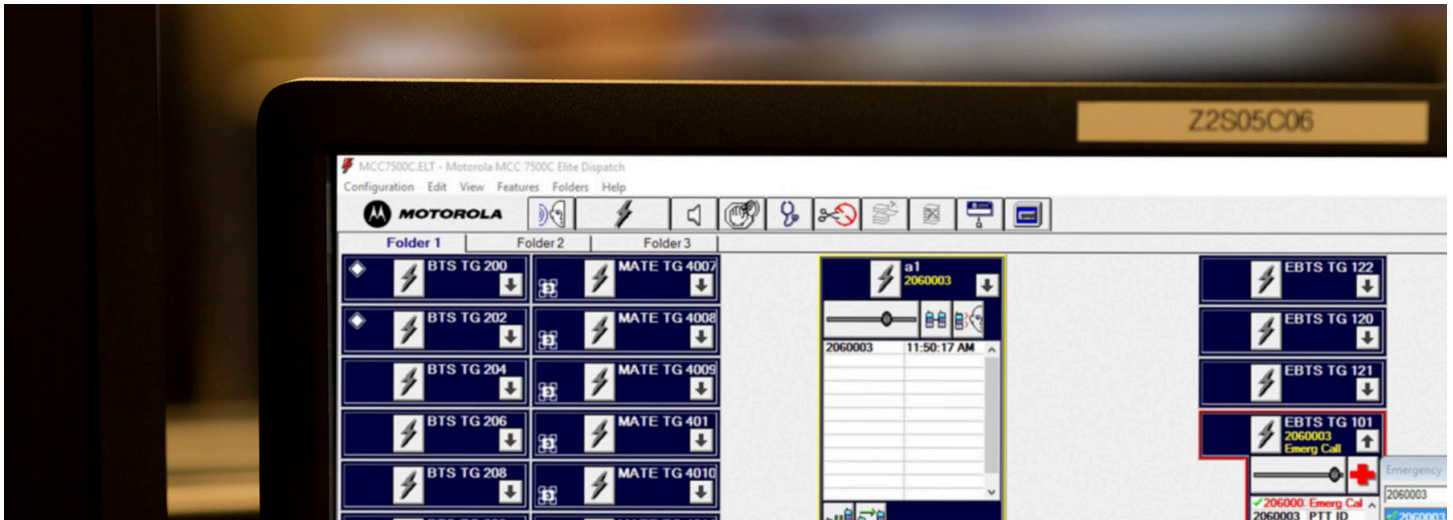 Z2S05C06
MCC7500C.ELT - Motorola MCC 7500C Elite Dispatch
Configuration Edit View Features Folders Help
MOTOROLA
Folder 1 Folder 2 Folder 3
BTS TG 200
MATE TG 4007
a1
2060003
EBTS TG 122
BTS TG 202
MATE TG 4008
EBTS TG 120
2060003 11:50:17 AM
BTS TG 204
MATE TG 4009
EBTS TG 121
BTS TG 206
MATE TG 401
EBTS TG 101
2060003
Emerg Call
BTS TG 208
MATE TG 4010
Emergency
2060003
206000: Emerg Cal
2060003 PTT ID
2060003